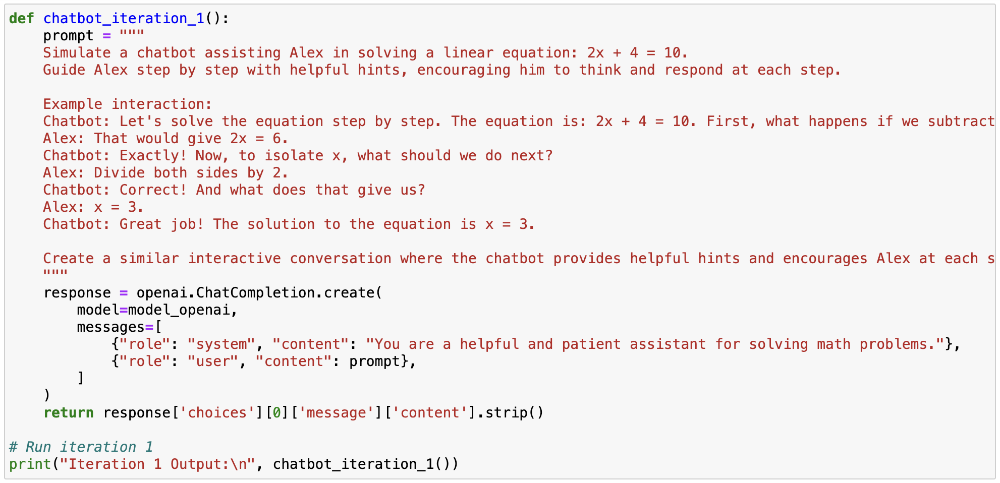 def chatbot_iteration_1():
    prompt = """
    Simulate a chatbot assisting Alex in solving a linear equation: 2x + 4 = 10.
    Guide Alex step by step with helpful hints, encouraging him to think and respond at each step.

    Example interaction:
    Chatbot: Let's solve the equation step by step. The equation is: 2x + 4 = 10. First, what happens if we subtract
    Alex: That would give 2x = 6.
    Chatbot: Exactly! Now, to isolate x, what should we do next?
    Alex: Divide both sides by 2.
    Chatbot: Correct! And what does that give us?
    Alex: x = 3.
    Chatbot: Great job! The solution to the equation is x = 3.

    Create a similar interactive conversation where the chatbot provides helpful hints and encourages Alex at each s
    """
    response = openai.ChatCompletion.create(
        model=model_openai,
        messages=[
            {"role": "system", "content": "You are a helpful and patient assistant for solving math problems."},
            {"role": "user", "content": prompt},
        ]
    )
    return response['choices'][0]['message']['content'].strip()

# Run iteration 1
print("Iteration 1 Output:\n", chatbot_iteration_1())